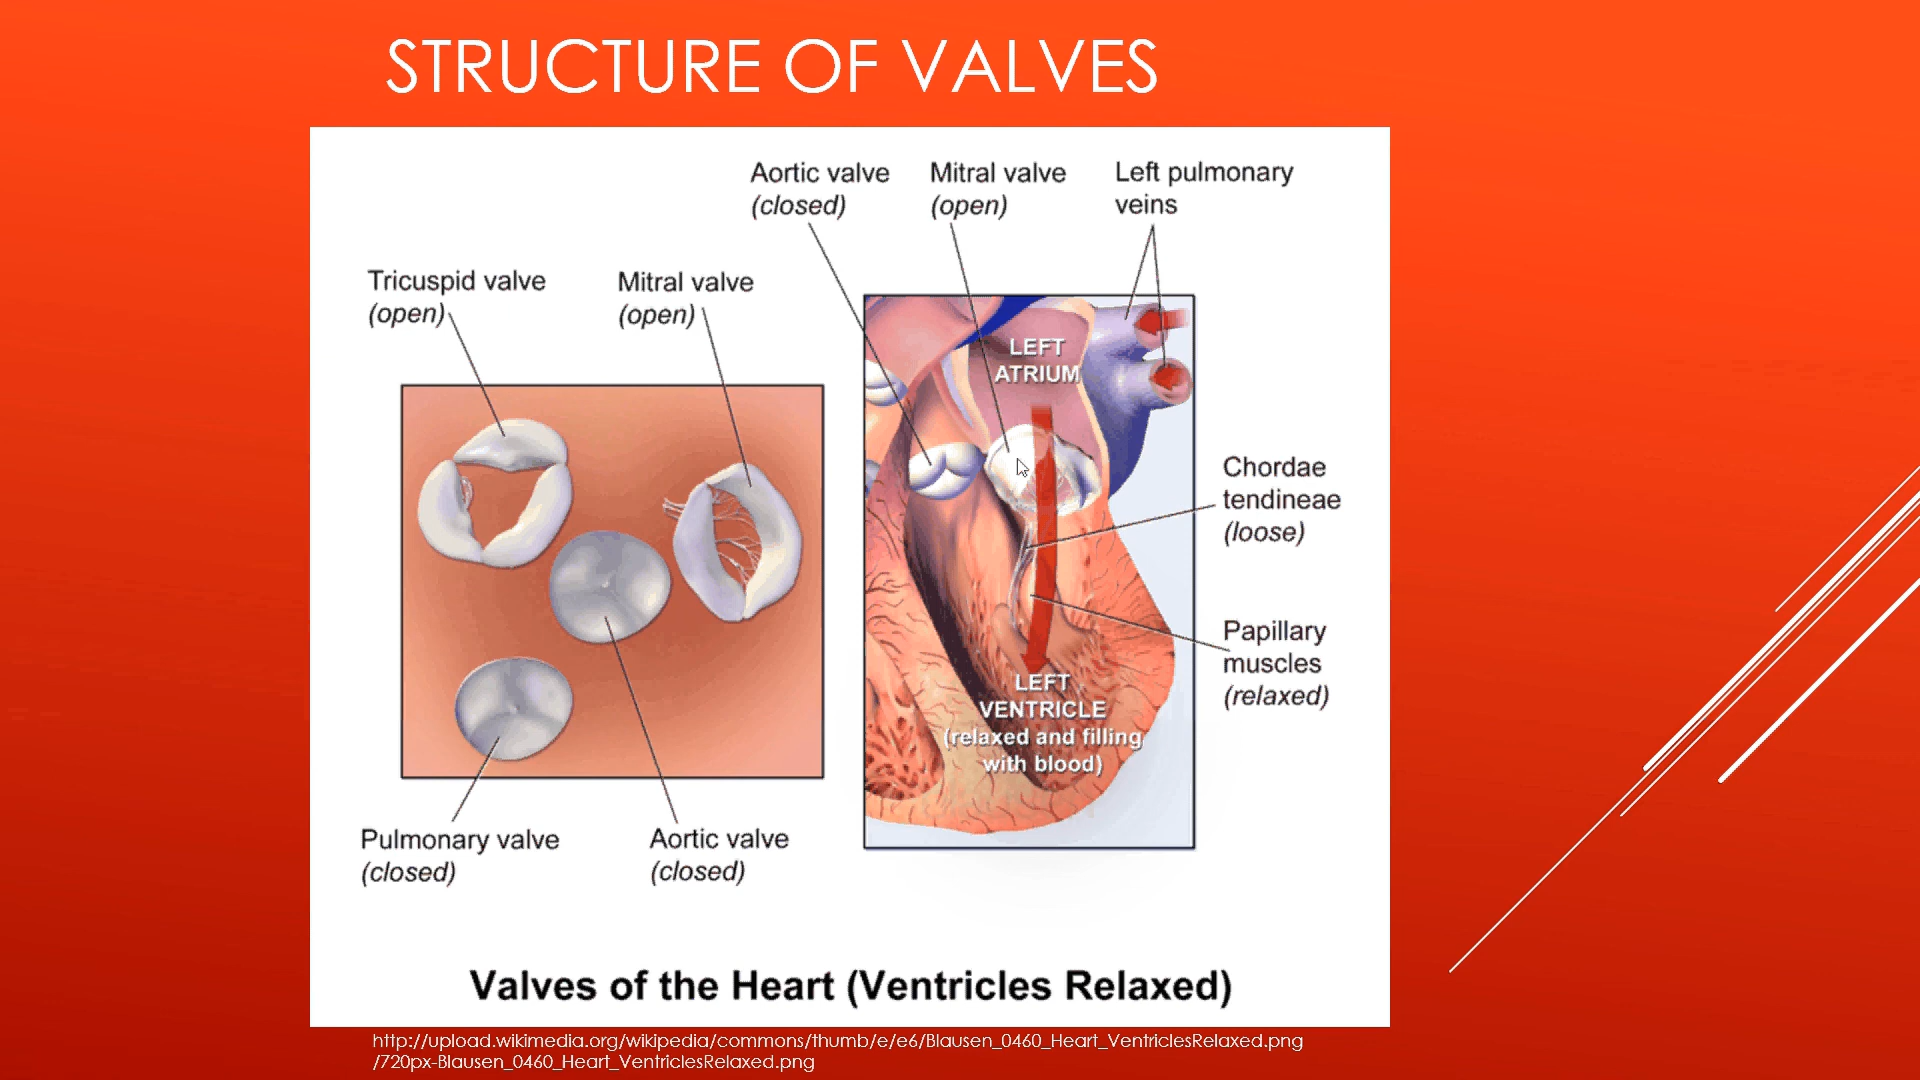 STRUCTURE OF VALVES
Aortic valve
(closed)
Mitral valve
(open)
Left pulmonary
veins
Tricuspid valve
(open)
Mitral valve
(open)
LEFT
ATRIUM
Chordae
tendineae
(loose)
Papillary
muscles
(relaxed)
LEFT
VENTRICLE
(relaxed and filling
with blood)
Pulmonary valve
(closed)
Aortic valve
(closed)
Valves of the Heart (Ventricles Relaxed)
http://upload.wikimedia.org/wikipedia/commons/thumb/e/e6/Blausen_0460_Heart_VentriclesRelaxed.png
/720px-Blausen_0460_Heart_VentriclesRelaxed.png